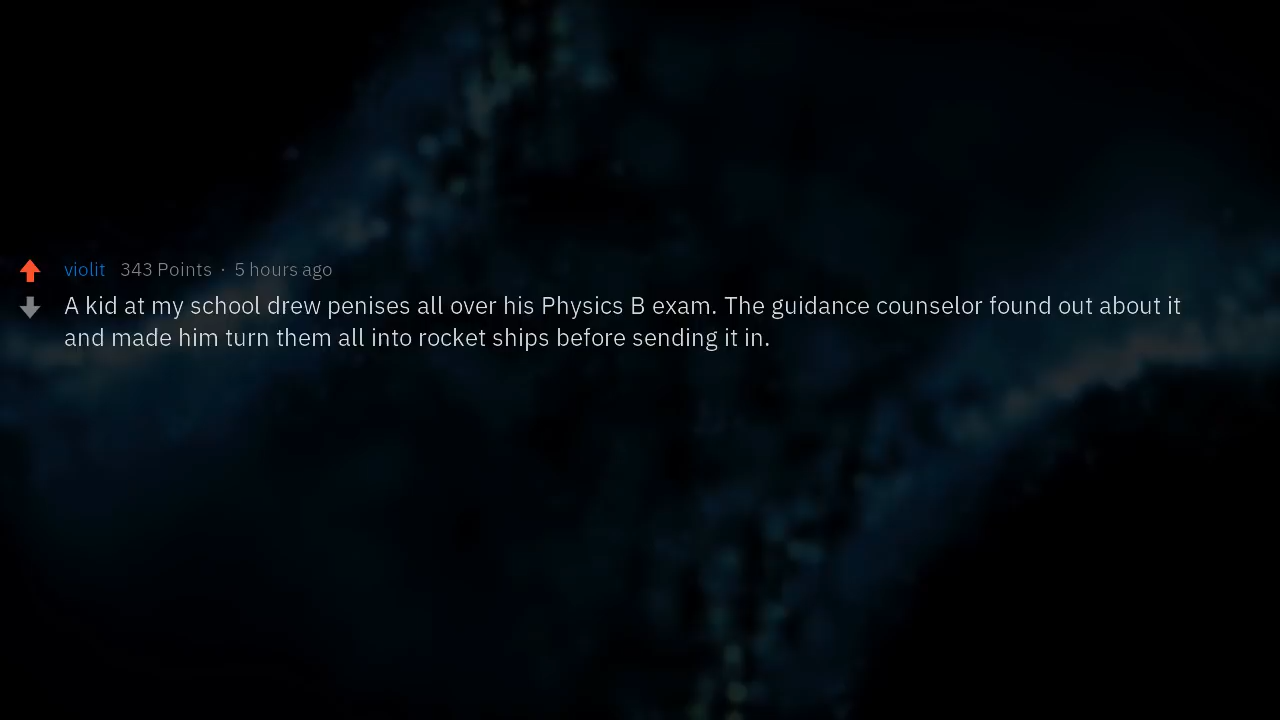 violit 343 Points · 5 hours ago
A kid at my school drew penises all over his Physics B exam. The guidance counselor found out about it
and made him turn them all into rocket ships before sending it in.